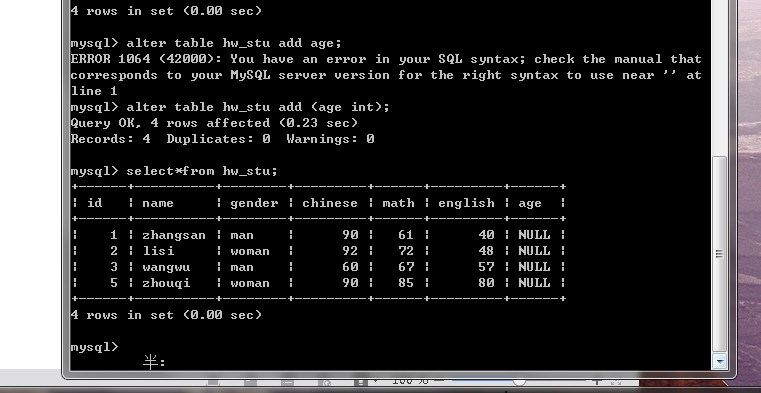 4 rows in set (0.00 sec)
mysql> alter table hw_stu add age;
ERROR 1064 (42000): You have an error in your SQL syntax; check the manual that
corresponds to your MySQL server version for the right syntax to use near '' at
line 1
mysql> alter table hw_stu add (age int);
Query OK, 4 rows affected (0.23 sec)
Records: 4  Duplicates: 0  Warnings: 0
mysql> select*from hw_stu;
+------+----------+--------+---------+------+---------+------+
| id   | name     | gender | chinese | math | english | age  |
+------+----------+--------+---------+------+---------+------+
|    1 | zhangsan | man    |      90 |   61 |      40 | NULL |
|    2 | lisi     | woman  |      92 |   72 |      48 | NULL |
|    3 | wangwu   | man    |      60 |   67 |      57 | NULL |
|    5 | zhouqi   | woman  |      90 |   85 |      80 | NULL |
+------+----------+--------+---------+------+---------+------+
4 rows in set (0.00 sec)
mysql>
半:
100%